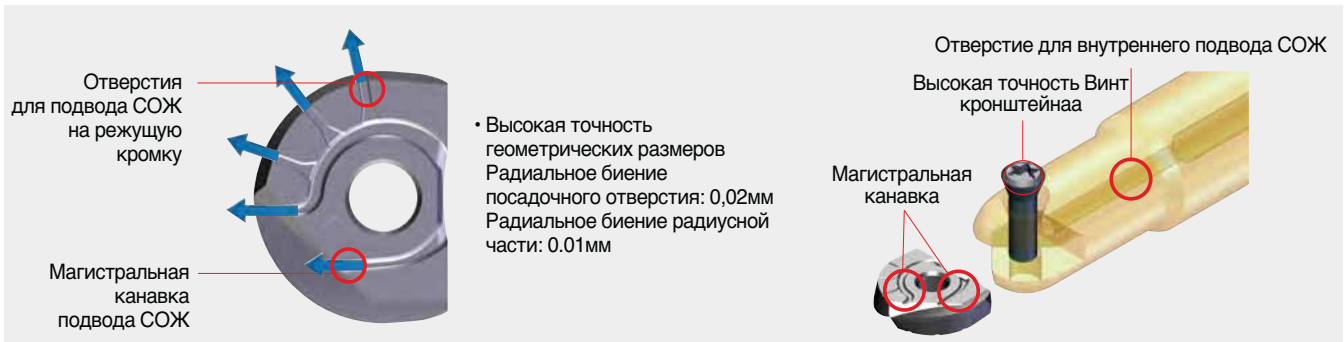 Отверстия
для подвода СОЖ
на режущую
кромку
Магистральная
канавка
подвода СОЖ
• Высокая точность
геометрических размеров
Радиальное биение
посадочного отверстия: 0,02мм
Радиальное биение радиусной
части: 0.01мм
Отверстие для внутреннего подвода СОЖ
Высокая точность Винт
кронштейнаа
Магистральная
канавка